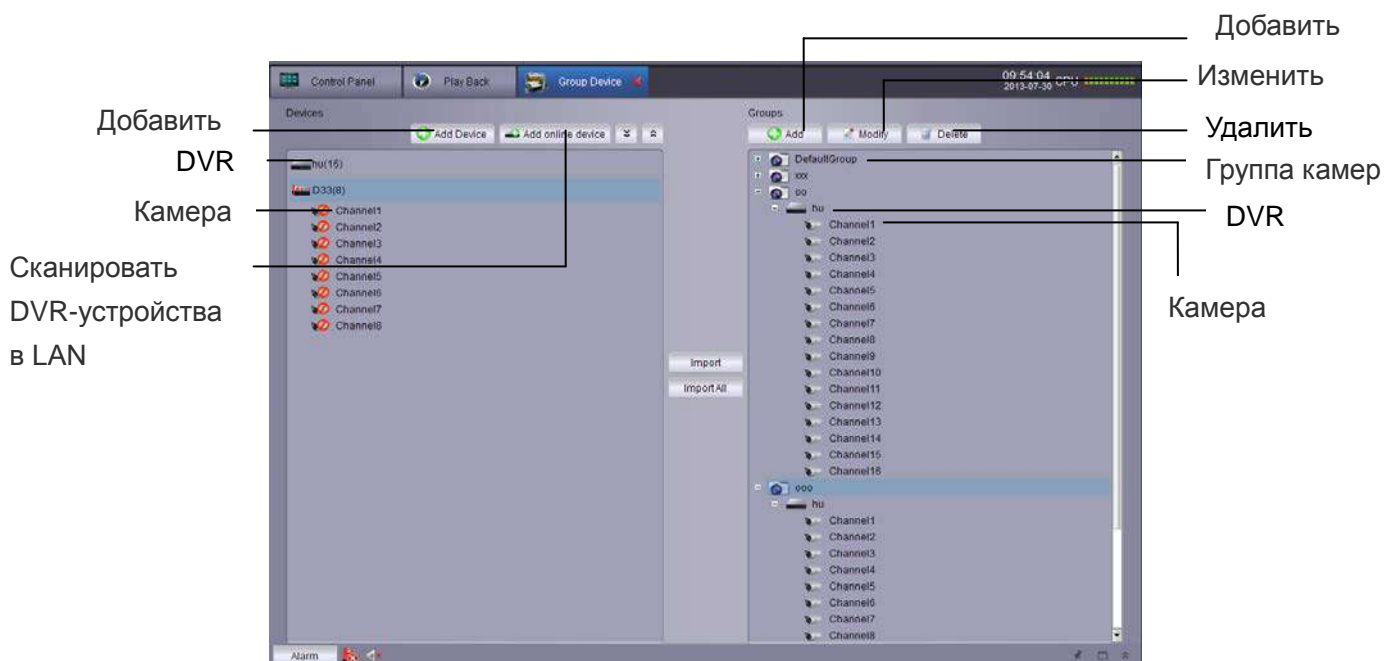 Добавить
Изменить
Удалить
Группа камер
DVR
Камера
Добавить
DVR
Камера
Сканировать
DVR-устройства
в LAN
Control Panel
Play Back
Group Device
09:54:04
2013-07-30
CPU
Devices
Add Device
Add online device
hu(16)
D33(8)
Channel1
Channel2
Channel3
Channel4
Channel5
Channel6
Channel7
Channel8
Import
Import All
Groups
Add
Modify
Delete
DefaultGroup
xxx
oo
hu
Channel1
Channel2
Channel3
Channel4
Channel5
Channel6
Channel7
Channel8
Channel9
Channel10
Channel11
Channel12
Channel13
Channel14
Channel15
Channel16
ooo
hu
Channel1
Channel2
Channel3
Channel4
Channel5
Channel6
Channel7
Channel8
Alarm